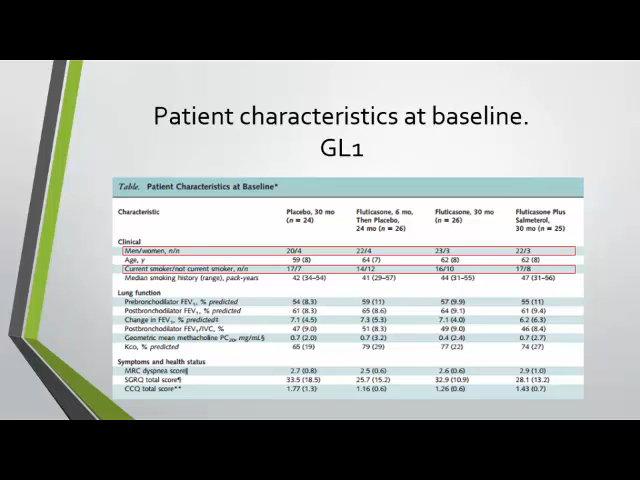 Patient characteristics at baseline.
GL1
Table. Patient Characteristics at Baseline*
Characteristic Placebo, 30 mo (n = 24) Fluticasone, 6 mo, Then Placebo, 24 mo (n = 26) Fluticasone, 30 mo (n = 26) Fluticasone Plus Salmeterol, 30 mo (n = 25)
Clinical
Men/women, n/n 20/4 22/4 23/3 22/3
Age, y 59 (8) 64 (7) 62 (8) 62 (8)
Current smoker/not current smoker, n/n 17/7 14/12 16/10 17/8
Median smoking history (range), pack-years 42 (34–54) 41 (29–57) 44 (31–55) 47 (31–56)
Lung function
Prebronchodilator FEV₁, % predicted 54 (8.3) 59 (11) 57 (9.9) 55 (11)
Postbronchodilator FEV₁, % predicted 61 (8.3) 65 (8.6) 64 (9.1) 61 (9.4)
Change in FEV₁, % predicted‡ 7.1 (4.5) 7.3 (5.3) 7.1 (4.0) 6.2 (6.3)
Postbronchodilator FEV₁/IVC, % 47 (9.0) 51 (8.3) 49 (9.0) 46 (8.4)
Geometric mean methacholine PC₂₀, mg/mL§ 0.7 (2.0) 0.7 (3.2) 0.4 (2.4) 0.7 (2.7)
Kco, % predicted 65 (19) 79 (29) 77 (22) 74 (27)
Symptoms and health status
MRC dyspnea score‖ 2.7 (0.8) 2.5 (0.6) 2.6 (0.6) 2.9 (1.0)
SGRQ total score¶ 33.5 (18.5) 25.7 (15.2) 32.9 (10.9) 28.1 (13.2)
CCQ total score** 1.77 (1.3) 1.16 (0.6) 1.26 (0.6) 1.43 (0.7)